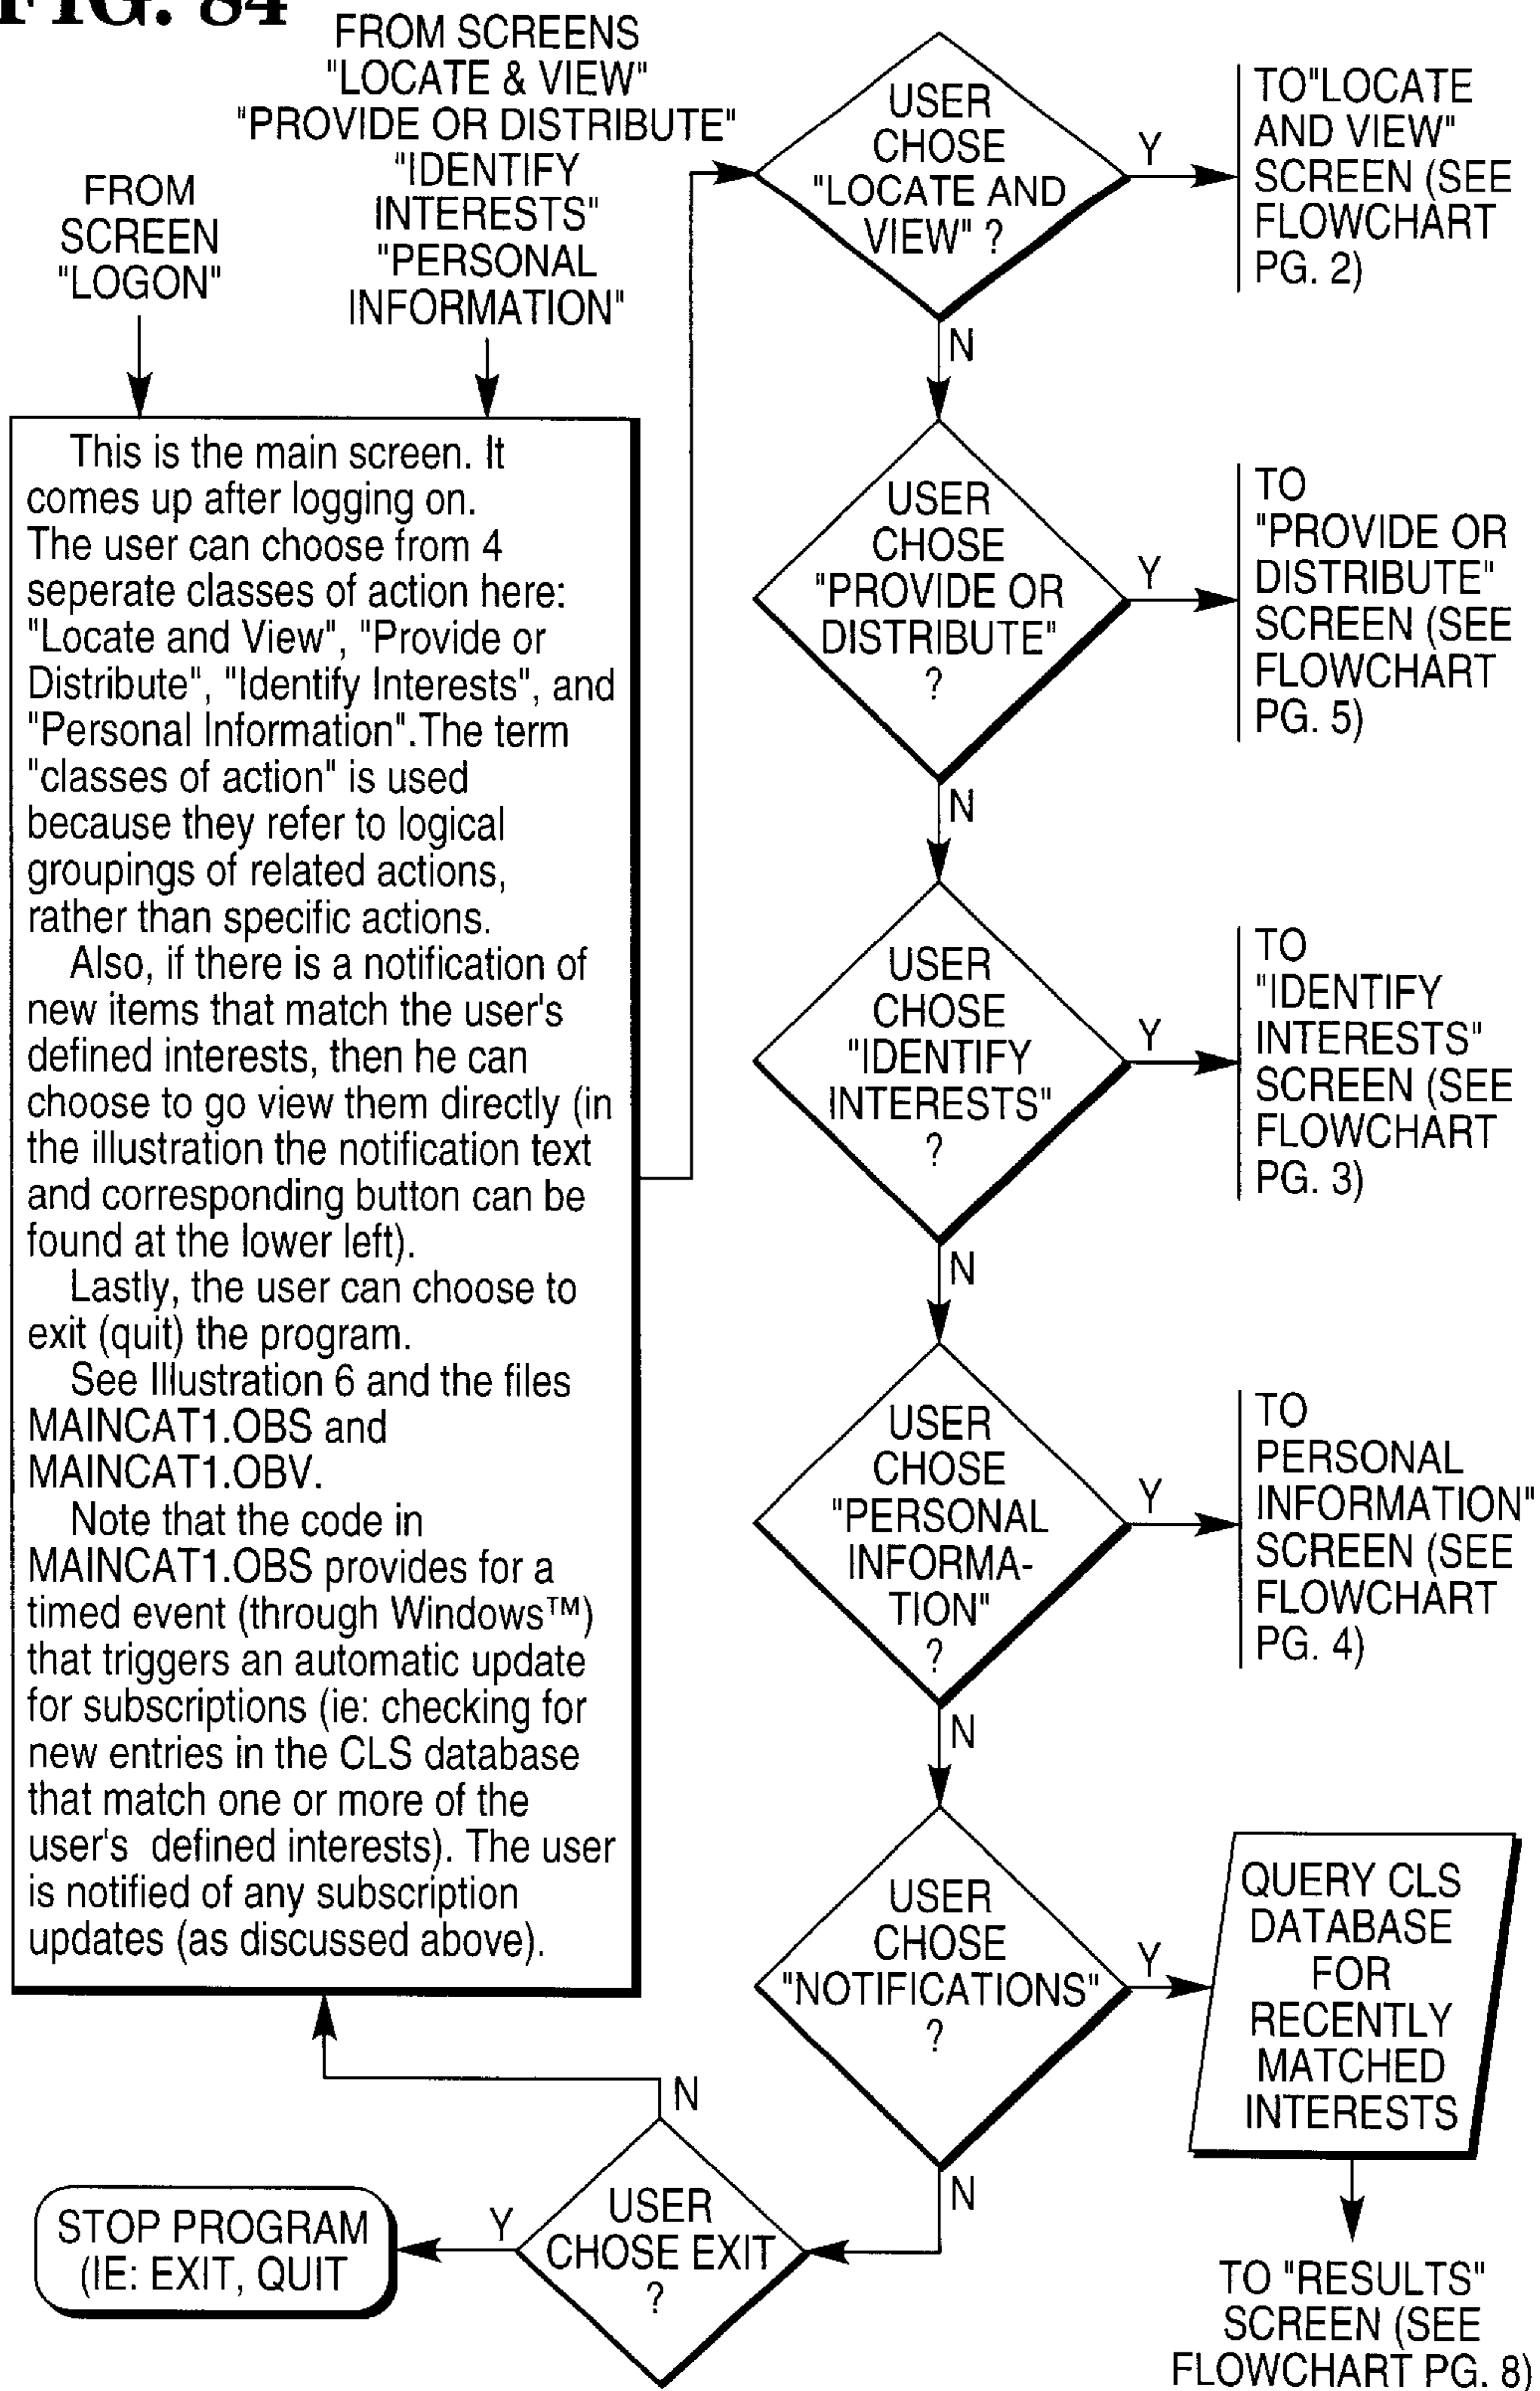 FIG. 84
FROM SCREENS
"LOCATE & VIEW"
"PROVIDE OR DISTRIBUTE"
"IDENTIFY
INTERESTS"
"PERSONAL
INFORMATION"
FROM
SCREEN
"LOGON"
This is the main screen. It
comes up after logging on.
The user can choose from 4
seperate classes of action here:
"Locate and View", "Provide or
Distribute", "Identify Interests", and
"Personal Information".The term
"classes of action" is used
because they refer to logical
groupings of related actions,
rather than specific actions.
Also, if there is a notification of
new items that match the user's
defined interests, then he can
choose to go view them directly (in
the illustration the notification text
and corresponding button can be
found at the lower left).
Lastly, the user can choose to
exit (quit) the program.
See Illustration 6 and the files
MAINCAT1.OBS and
MAINCAT1.OBV.
Note that the code in
MAINCAT1.OBS provides for a
timed event (through Windows™)
that triggers an automatic update
for subscriptions (ie: checking for
new entries in the CLS database
that match one or more of the
user's defined interests). The user
is notified of any subscription
updates (as discussed above).
USER
CHOSE
"LOCATE AND
VIEW" ?
Y
TO"LOCATE
AND VIEW"
SCREEN (SEE
FLOWCHART
PG. 2)
N
USER
CHOSE
"PROVIDE OR
DISTRIBUTE"
?
Y
TO
"PROVIDE OR
DISTRIBUTE"
SCREEN (SEE
FLOWCHART
PG. 5)
N
USER
CHOSE
"IDENTIFY
INTERESTS"
?
Y
TO
"IDENTIFY
INTERESTS"
SCREEN (SEE
FLOWCHART
PG. 3)
N
USER
CHOSE
"PERSONAL
INFORMA-
TION"
?
Y
TO
PERSONAL
INFORMATION"
SCREEN (SEE
FLOWCHART
PG. 4)
N
USER
CHOSE
"NOTIFICATIONS"
?
Y
QUERY CLS
DATABASE
FOR
RECENTLY
MATCHED
INTERESTS
TO "RESULTS"
SCREEN (SEE
FLOWCHART PG. 8)
N
USER
CHOSE EXIT
?
N
Y
STOP PROGRAM
(IE: EXIT, QUIT